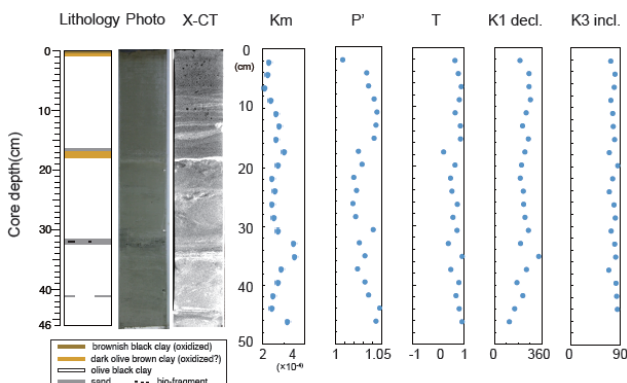 Lithology Photo X-CT Km P' T K1 decl. K3 incl.
Core depth(cm)
0
10
20
30
40
46
0
(cm)
10
20
30
40
50
2 4
(×10⁻⁴)
1 1.05
-1 0 1
0 360
0 90
brownish black clay (oxidized)
dark olive brown clay (oxidized?)
olive black clay
sand bio-fragment